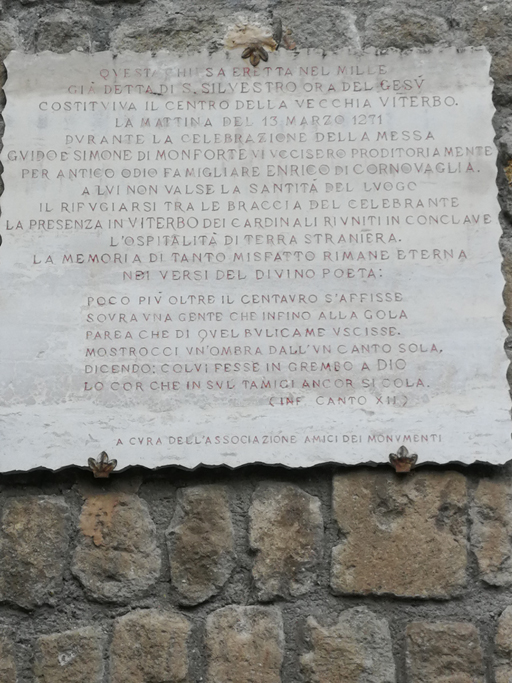 QVESTA CHIESA ERETTA NEL MILLE
GIÀ DETTA DI S. SILVESTRO ORA DEL GESÙ
COSTITVIVA IL CENTRO DELLA VECCHIA VITERBO.
LA MATTINA DEL 13 MARZO 1271
DVRANTE LA CELEBRAZIONE DELLA MESSA
GVIDO E SIMONE DI MONFORTE VI VCCISERO PRODITORIAMENTE
PER ANTICO ODIO FAMIGLIARE ENRICO DI CORNOVAGLIA.
A LVI NON VALSE LA SANTITÁ DEL LVOGO
IL RIFVGIARSI TRA LE BRACCIA DEL CELEBRANTE
LA PRESENZA IN VITERBO DEI CARDINALI RIVNITI IN CONCLAVE
L'OSPITALITÀ DI TERRA STRANIERA.
LA MEMORIA DI TANTO MISFATTO RIMANE ETERNA
NEI VERSI DEL DIVINO POETA:
POCO PIÙ OLTRE IL CENTAVRO S'AFFISSE
SOVRA VNA GENTE CHE INFINO ALLA GOLA
PAREA CHE DI QVEL BVLICAME VSCISSE.
MOSTROCCI VN'OMBRA DALL'VN CANTO SOLA,
DICENDO: COLVI FESSE IN GREMBO A DIO
LO COR CHE IN SVL TAMIGI ANCOR SI COLA.
(INF. CANTO XII)
A CVRA DELL'ASSOCIAZIONE AMICI DEI MONVMENTI